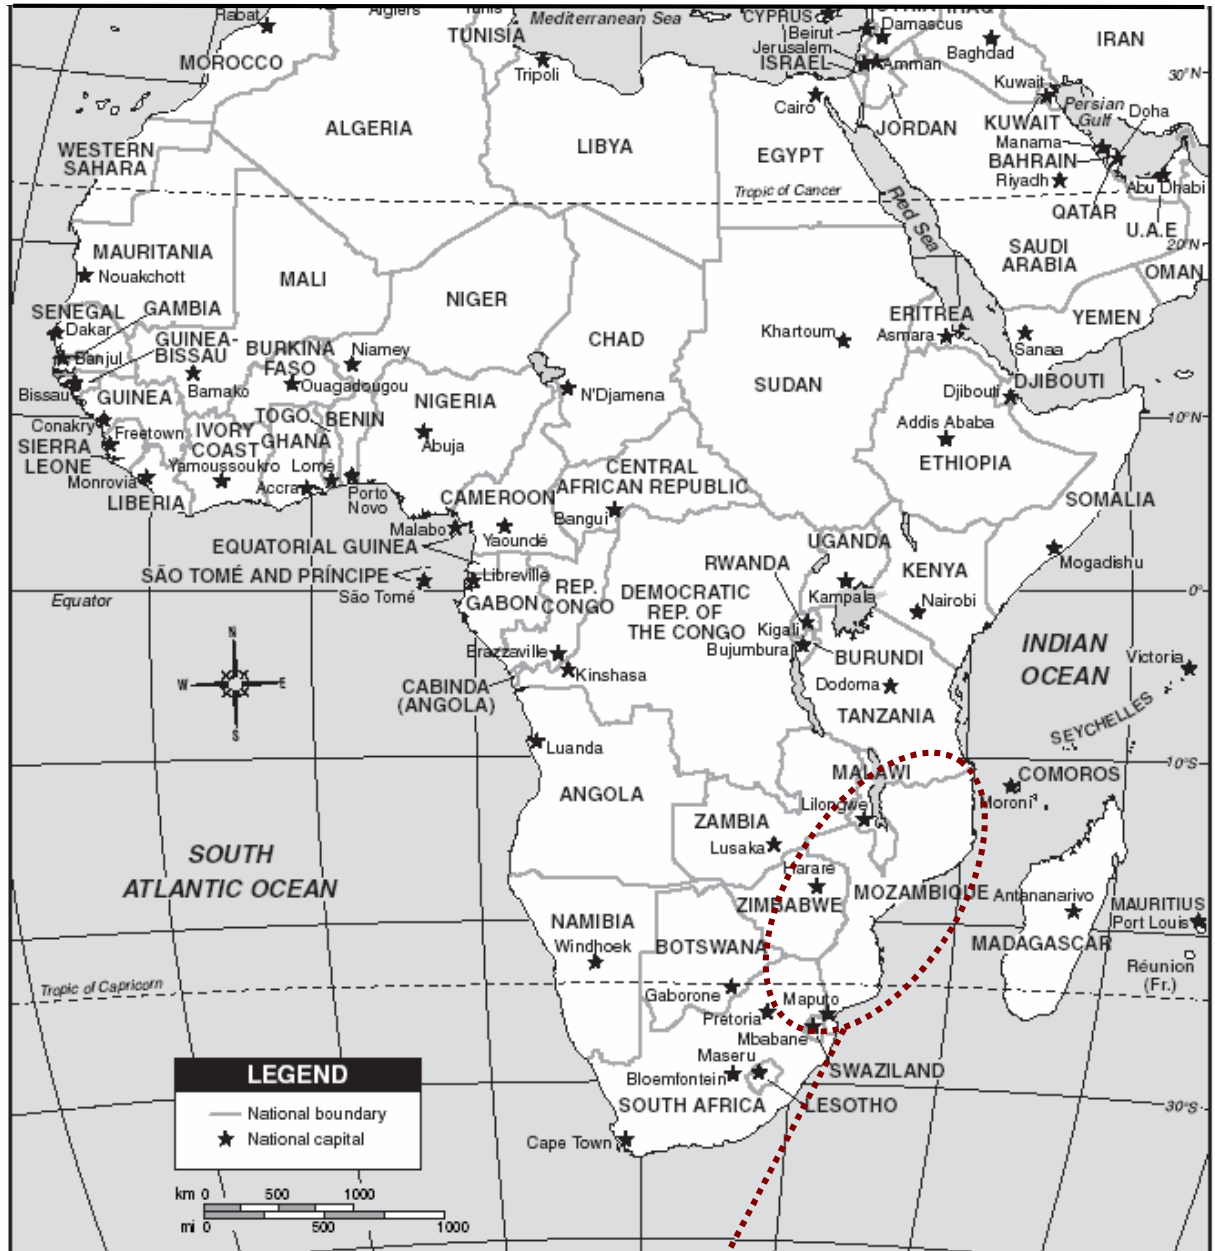 Rabat
Algiers
Tunis
Mediterranean Sea
CYPRUS
SYRIA
IRAQ
Damascus
Beirut
TUNISIA
Jerusalem
Baghdad
IRAN
MOROCCO
Tripoli
ISRAEL
Amman
30°N
Kuwait
Cairo
Persian
Gulf
Doha
ALGERIA
JORDAN
KUWAIT
LIBYA
Manama
WESTERN
SAHARA
EGYPT
BAHRAIN
Riyadh
Abu Dhabi
Tropic of Cancer
Red Sea
QATAR
U.A.E
20°N
MAURITANIA
SAUDI
ARABIA
OMAN
Nouakchott
MALI
NIGER
SENEGAL
GAMBIA
ERITREA
YEMEN
Dakar
Khartoum
Asmara
GUINEA-
BISSAU
CHAD
BURKINA
FASO
Niamey
Sanaa
Banjul
SUDAN
DJIBOUTI
Bissau
Bamako
Ouagadougou
N'Djamena
Djibouti
GUINEA
NIGERIA
TOGO
BENIN
10°N
Conakry
Freetown
IVORY
COAST
GHANA
Addis Ababa
SIERRA
LEONE
Abuja
ETHIOPIA
Yamoussoukro
Lomé
CENTRAL
AFRICAN REPUBLIC
Monrovia
Accra
Porto
Novo
CAMEROON
SOMALIA
LIBERIA
Bangui
Malabo
Yaoundé
UGANDA
EQUATORIAL GUINEA
RWANDA
Mogadishu
SÃO TOMÉ AND PRÍNCIPE
Libreville
REP.
CONGO
DEMOCRATIC
REP. OF
THE CONGO
KENYA
São Tomé
GABON
Kampala
Nairobi
Equator
0°
Kigali
INDIAN
OCEAN
N
W
E
S
Brazzaville
Bujumbura
BURUNDI
Victoria
Kinshasa
Dodoma
CABINDA
(ANGOLA)
TANZANIA
SEYCHELLES
Luanda
10°S
MALAWI
COMOROS
ANGOLA
Lilongwe
Moroni
ZAMBIA
Lusaka
SOUTH
ATLANTIC OCEAN
Harare
MOZAMBIQUE
Antananarivo
ZIMBABWE
MAURITIUS
Port Louis
NAMIBIA
Windhoek
BOTSWANA
MADAGASCAR
Réunion
(Fr.)
Tropic of Capricorn
Gaborone
Maputo
Pretoria
Mbabane
Maseru
SWAZILAND
Bloemfontein
SOUTH AFRICA
LESOTHO
30°S
Cape Town
LEGEND
National boundary
National capital
km 0 500 1000
mi 0 500 1000